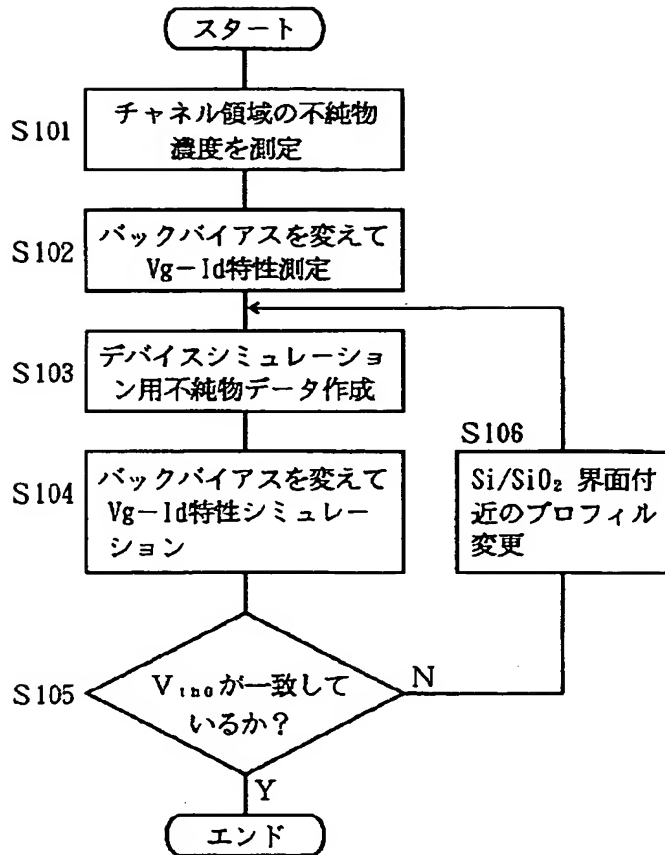 スタート
S101
チャネル領域の不純物
濃度を測定
S102
バックバイアスを変えて
Vg－Id特性測定
S103
デバイスシミュレーショ
ン用不純物データ作成
S104
バックバイアスを変えて
Vg－Id特性シミュレー
ション
S106
Si/SiO₂ 界面付
近のプロフィル
変更
S105
Vth0が一致して
いるか？
N
Y
エンド